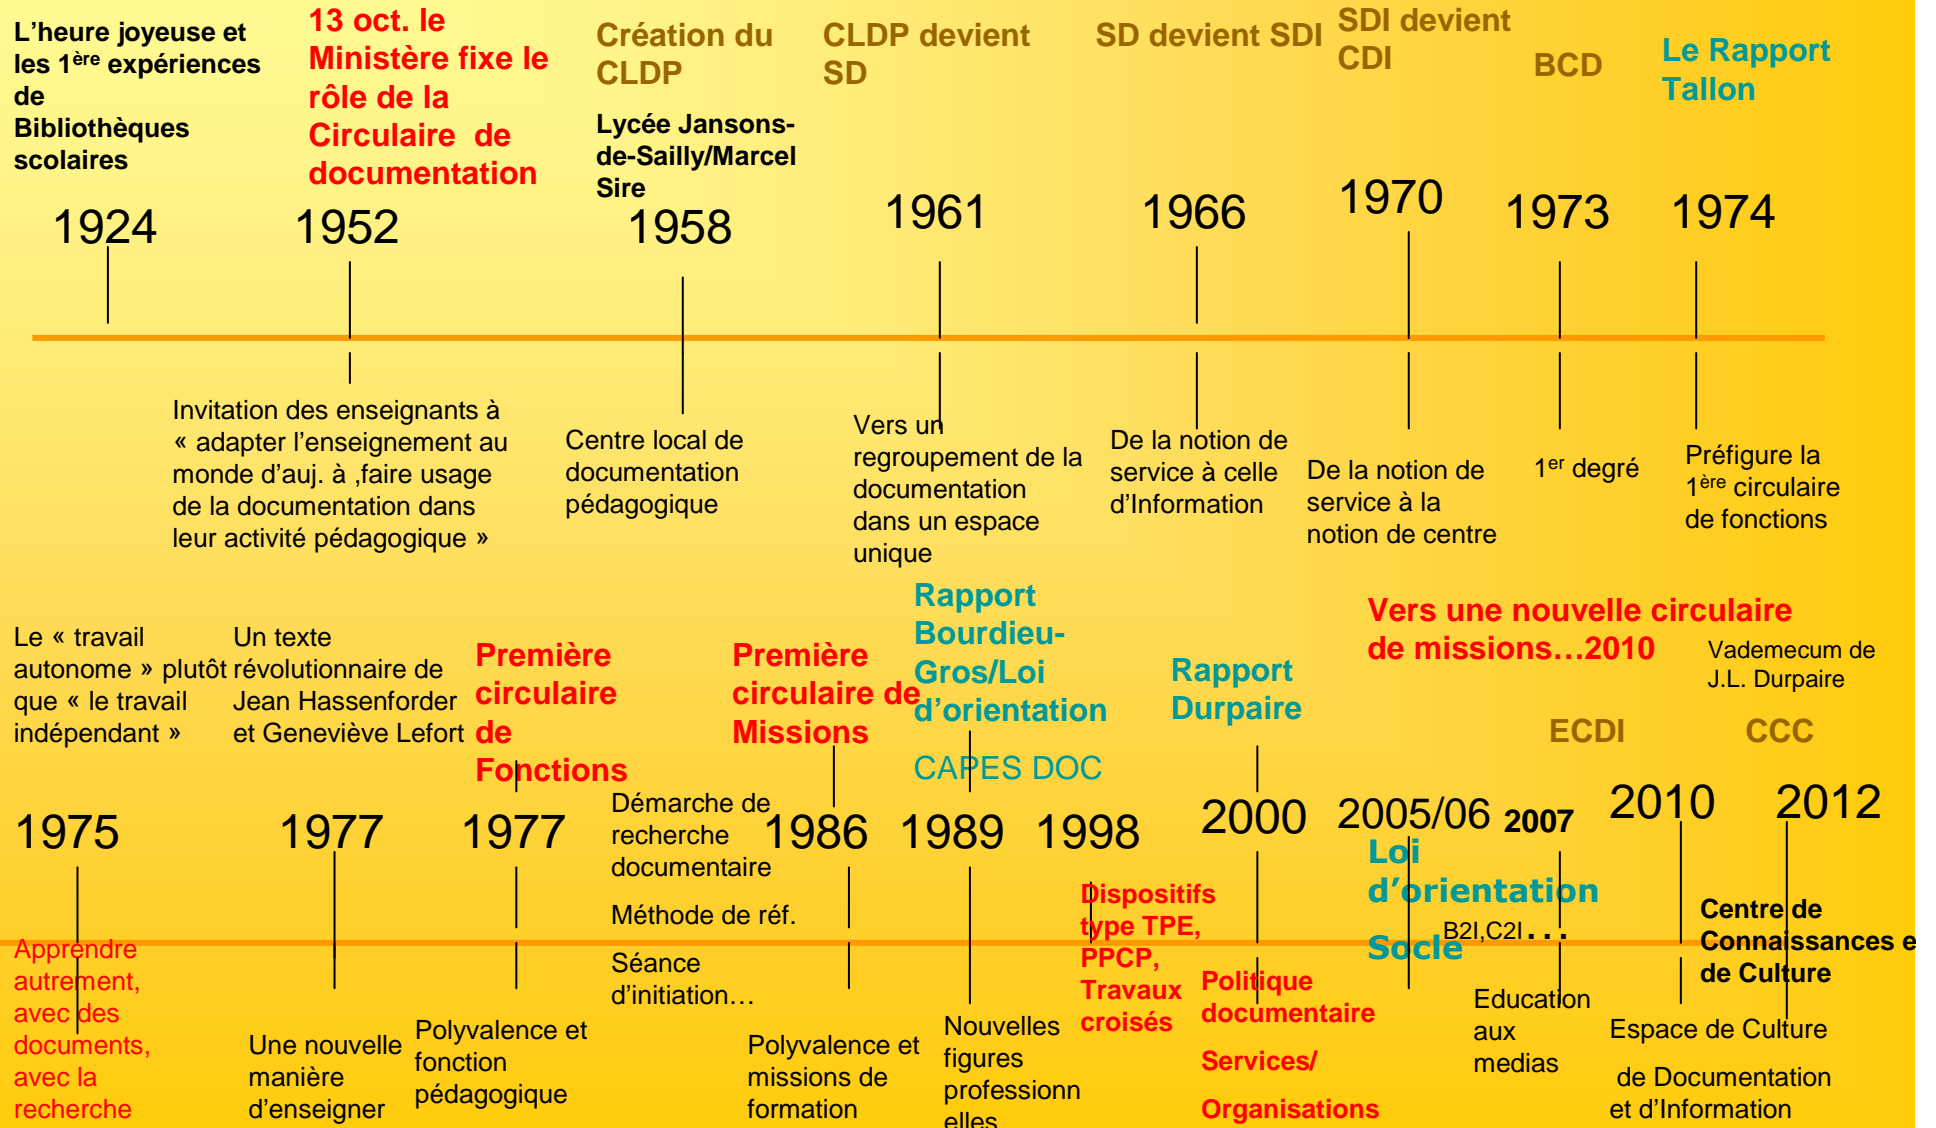 L'heure joyeuse et
les 1ère expériences
de
Bibliothèques
scolaires
1924
13 oct. le
Ministère fixe le
rôle de la
Circulaire de
documentation
1952
Invitation des enseignants à
« adapter l'enseignement au
monde d'auj. à ,faire usage
de la documentation dans
leur activité pédagogique »
Création du
CLDP
Lycée Jansons-
de-Sailly/Marcel
Sire
1958
Centre local de
documentation
pédagogique
CLDP devient
SD
1961
Vers un
regroupement de la
documentation
dans un espace
unique
SD devient SDI
1966
De la notion de
service à celle
d'Information
SDI devient
CDI
1970
De la notion de
service à la
notion de centre
BCD
1973
1er degré
Le Rapport
Tallon
1974
Préfigure la
1ère circulaire
de fonctions
Le « travail
autonome » plutôt
que « le travail
indépendant »
1975
Apprendre
autrement,
avec des
documents,
avec la
recherche
Un texte
révolutionnaire de
Jean Hassenforder
et Geneviève Lefort
1977
Une nouvelle
manière
d'enseigner
Première
circulaire
de
Fonctions
1977
Polyvalence et
fonction
pédagogique
Démarche de
recherche
documentaire
Méthode de réf.
Séance
d'initiation…
Première
circulaire de
Missions
1986
Polyvalence et
missions de
formation
Rapport
Bourdieu-
Gros/Loi
d'orientation
CAPES DOC
1989
Nouvelles
figures
professionn
elles
1998
Dispositifs
type TPE,
PPCP,
Travaux
croisés
Rapport
Durpaire
2000
Politique
documentaire
Services/
Organisations
Vers une nouvelle circulaire
de missions…2010
2005/06
Loi
d'orientation
Socle
B2I,C2I…
2007
Education
aux
medias
ECDI
2010
Espace de Culture
de Documentation
et d'Information
Vademecum de
J.L. Durpaire
CCC
2012
Centre de
Connaissances e
de Culture